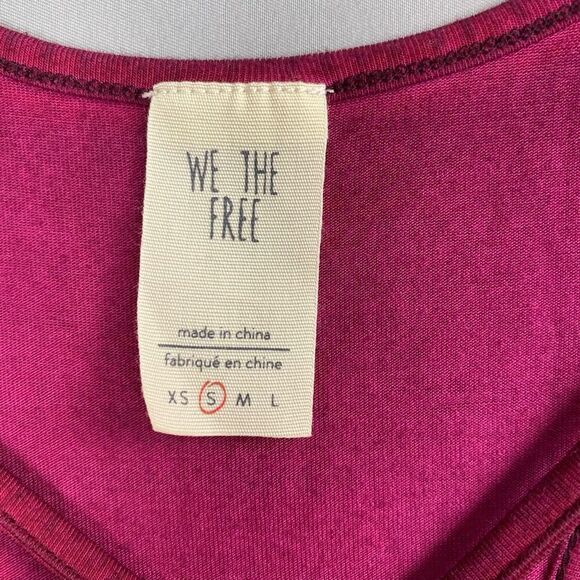 WE THE
FREE
made in china
fabriqué en chine
XS S M L